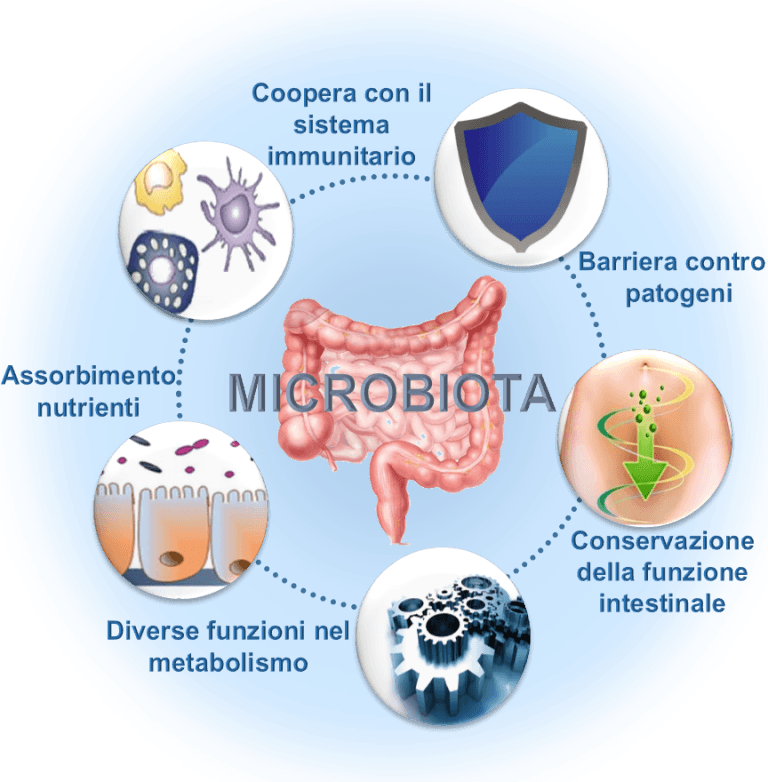 Coopera con il
sistema
immunitario
Barriera contro
patogeni
Assorbimento
nutrienti
MICROBIOTA
Conservazione
della funzione
intestinale
Diverse funzioni nel
metabolismo